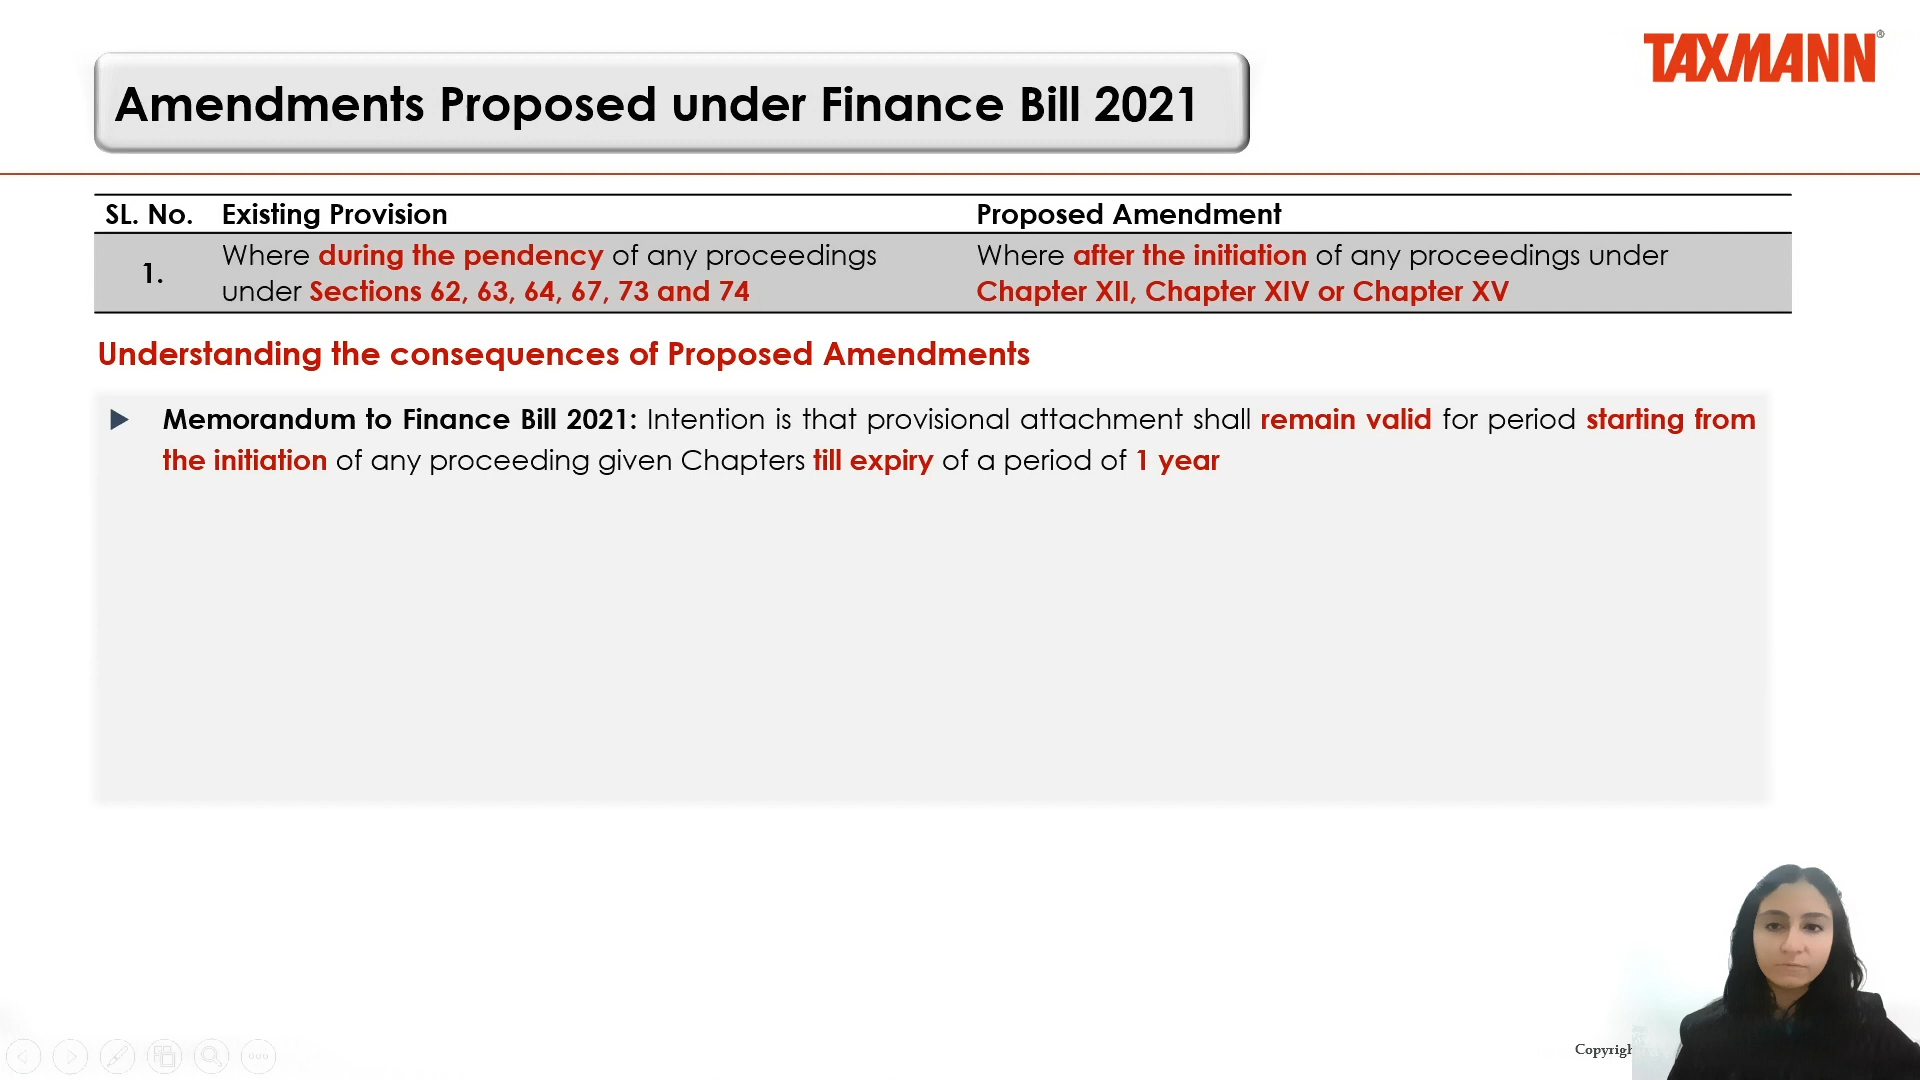 TAXMANN®
Amendments Proposed under Finance Bill 2021
SL. No. Existing Provision Proposed Amendment
1. Where during the pendency of any proceedings Where after the initiation of any proceedings under
under Sections 62, 63, 64, 67, 73 and 74 Chapter XII, Chapter XIV or Chapter XV
Understanding the consequences of Proposed Amendments
Memorandum to Finance Bill 2021: Intention is that provisional attachment shall remain valid for period starting from
the initiation of any proceeding given Chapters till expiry of a period of 1 year